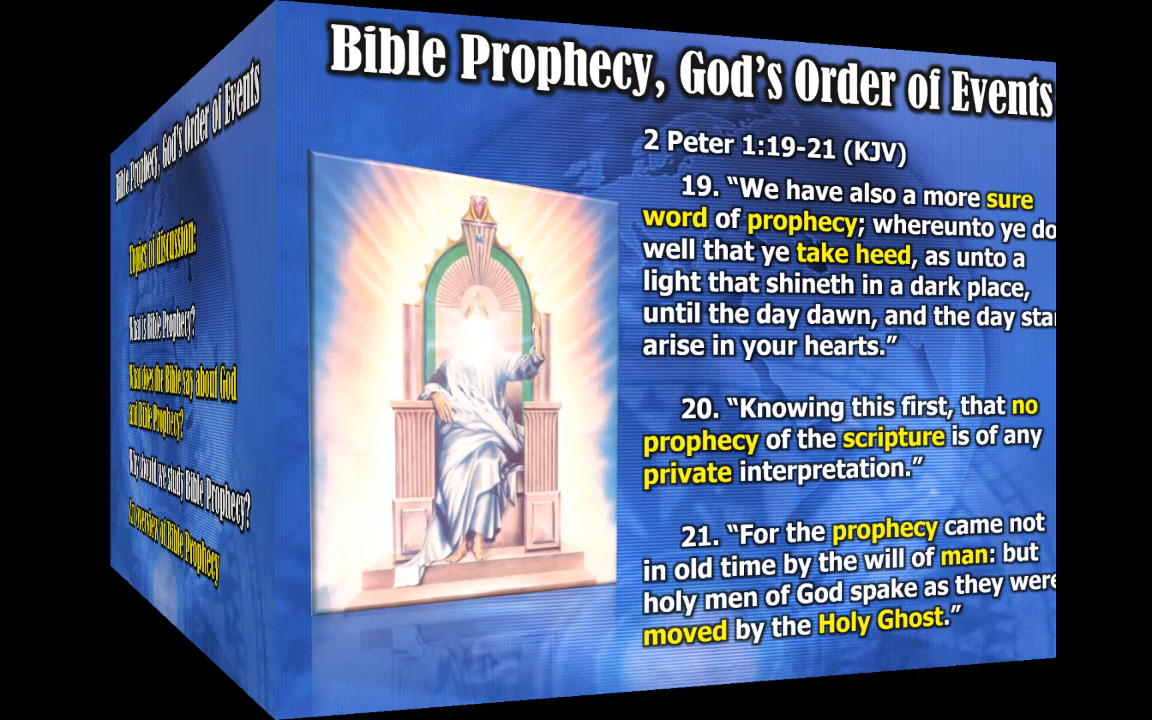 Bible Prophecy, God's Order of Events
Topics of discussion:
What is Bible Prophecy?
What does the Bible say about God
and Bible Prophecy?
Why should we study Bible Prophecy?
An overview of Bible Prophecy
Bible Prophecy, God's Order of Events
2 Peter 1:19-21 (KJV)
19. "We have also a more sure
word of prophecy; whereunto ye do
well that ye take heed, as unto a
light that shineth in a dark place,
until the day dawn, and the day star
arise in your hearts."
20. "Knowing this first, that no
prophecy of the scripture is of any
private interpretation."
21. "For the prophecy came not
in old time by the will of man: but
holy men of God spake as they were
moved by the Holy Ghost."